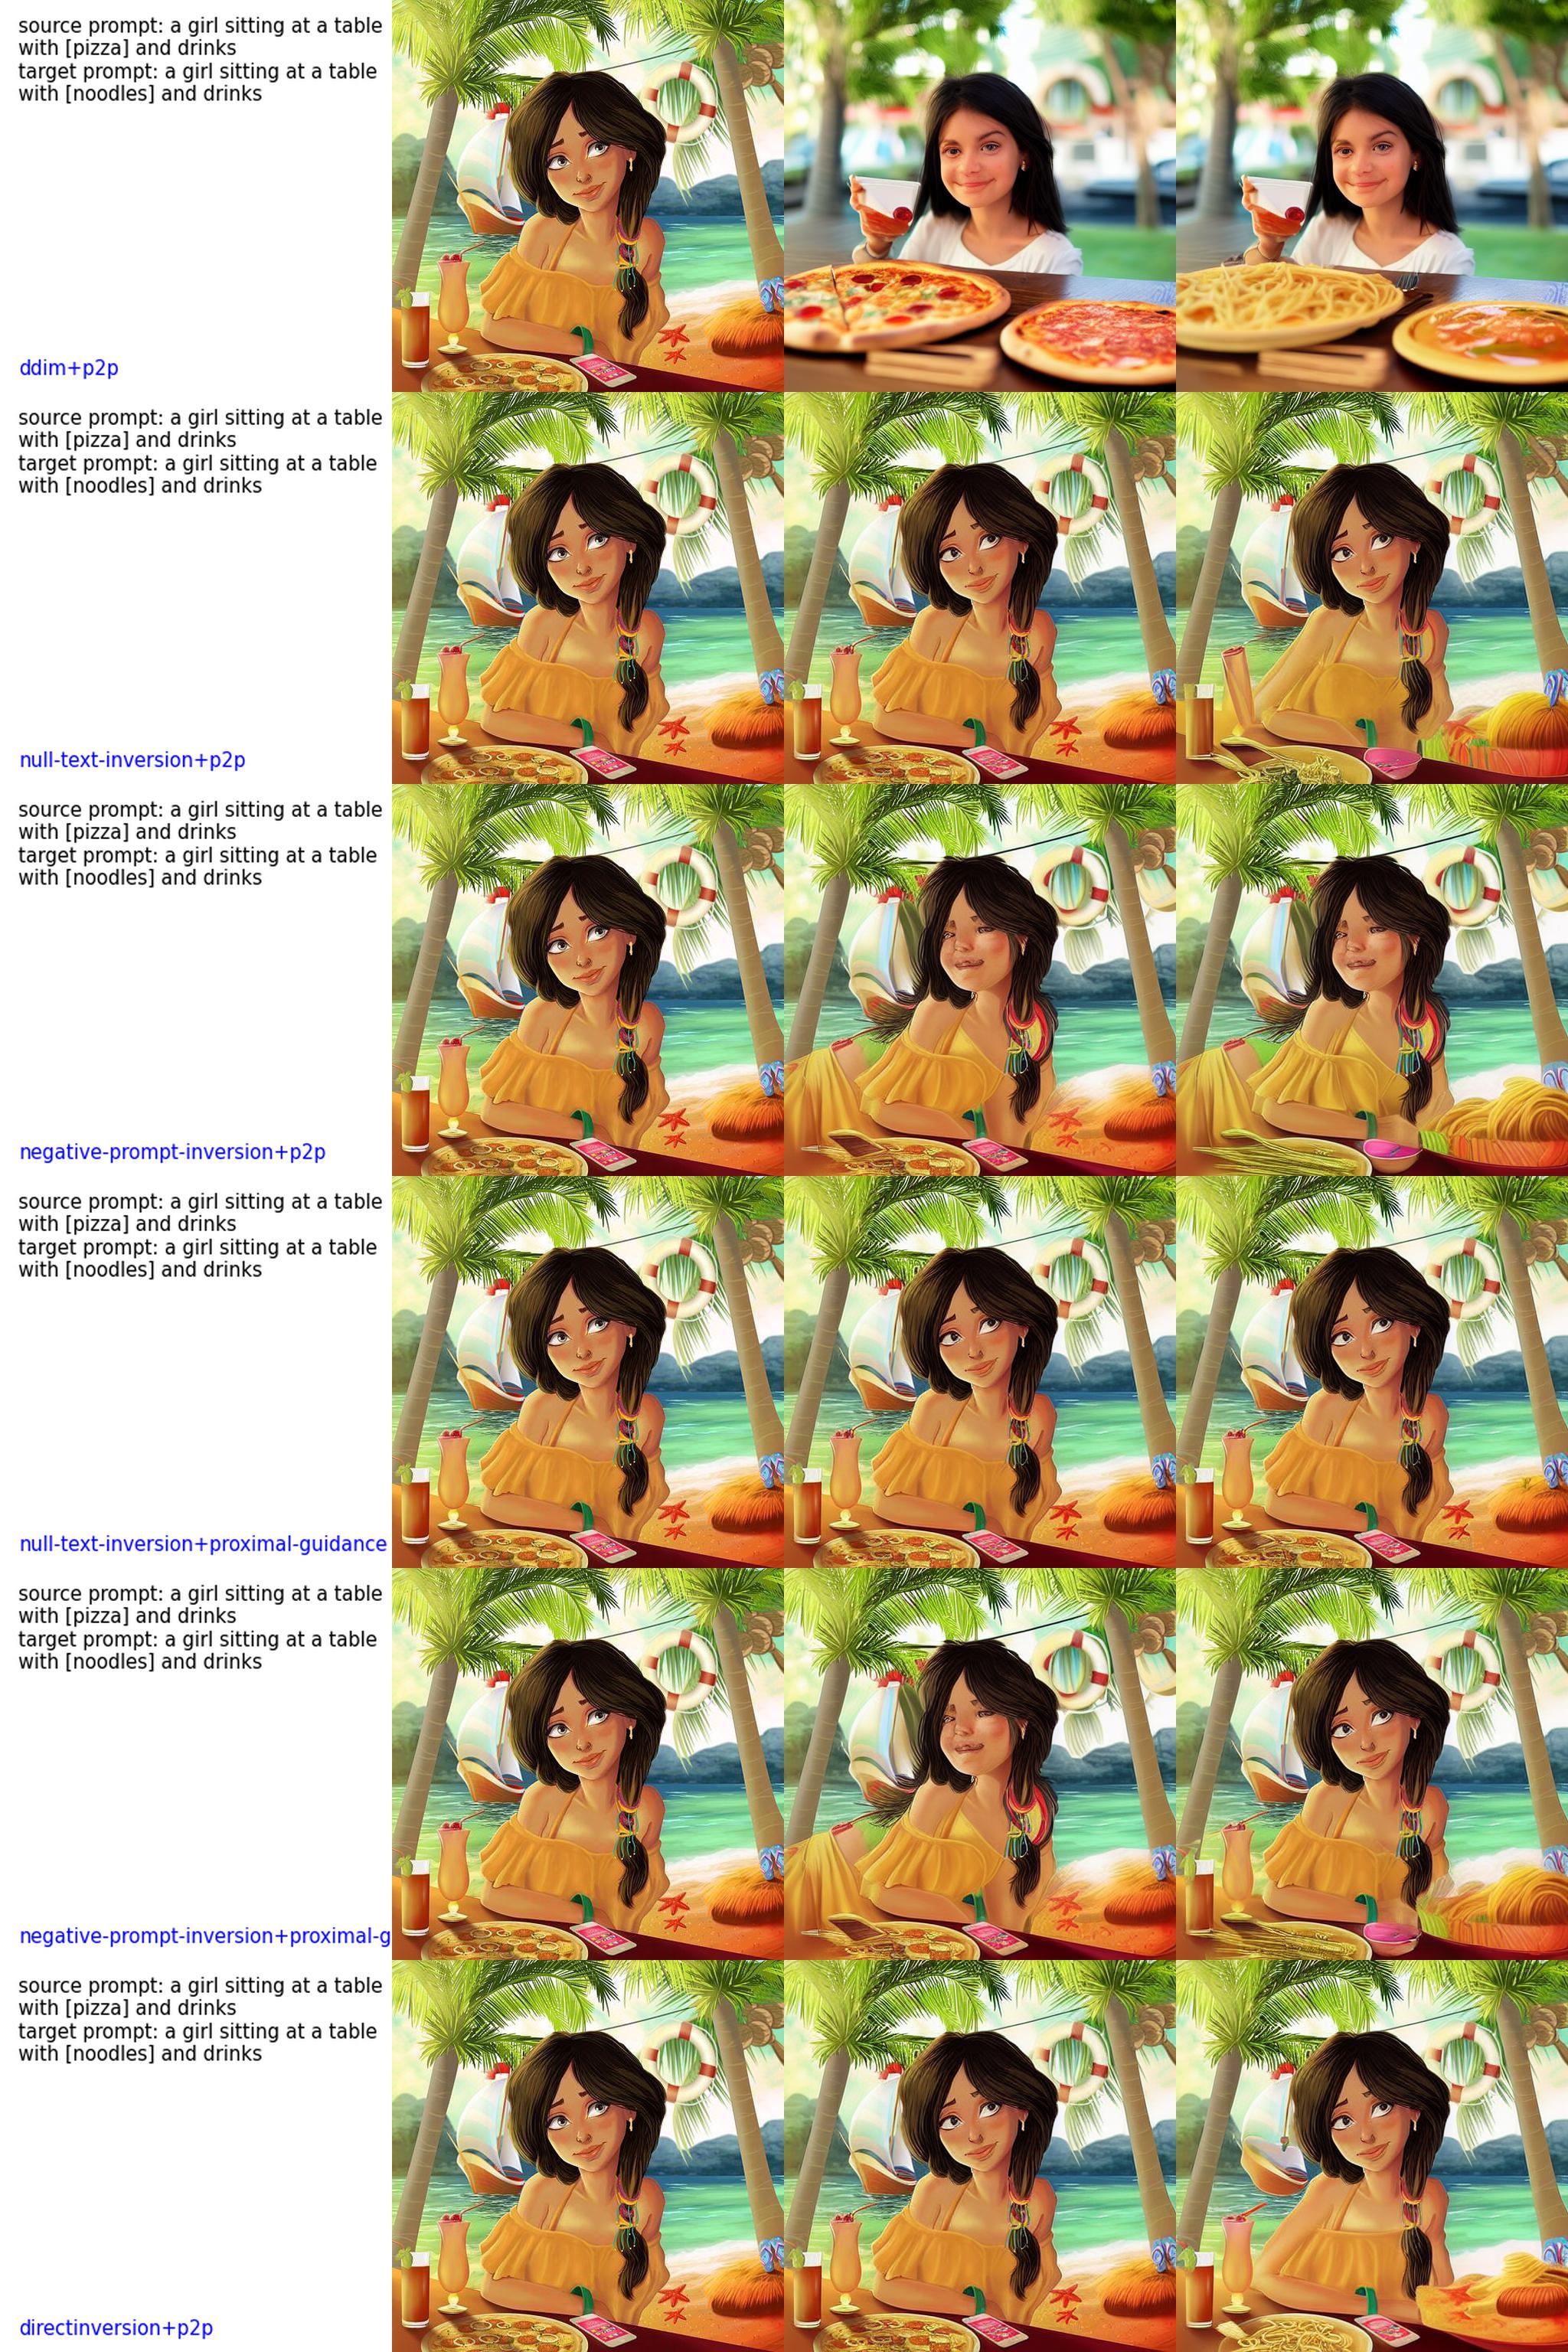 source prompt: a girl sitting at a table
with [pizza] and drinks
target prompt: a girl sitting at a table
with [noodles] and drinks
ddim+p2p
source prompt: a girl sitting at a table
with [pizza] and drinks
target prompt: a girl sitting at a table
with [noodles] and drinks
null-text-inversion+p2p
source prompt: a girl sitting at a table
with [pizza] and drinks
target prompt: a girl sitting at a table
with [noodles] and drinks
negative-prompt-inversion+p2p
source prompt: a girl sitting at a table
with [pizza] and drinks
target prompt: a girl sitting at a table
with [noodles] and drinks
null-text-inversion+proximal-guidance
source prompt: a girl sitting at a table
with [pizza] and drinks
target prompt: a girl sitting at a table
with [noodles] and drinks
negative-prompt-inversion+proximal-g
source prompt: a girl sitting at a table
with [pizza] and drinks
target prompt: a girl sitting at a table
with [noodles] and drinks
directinversion+p2p